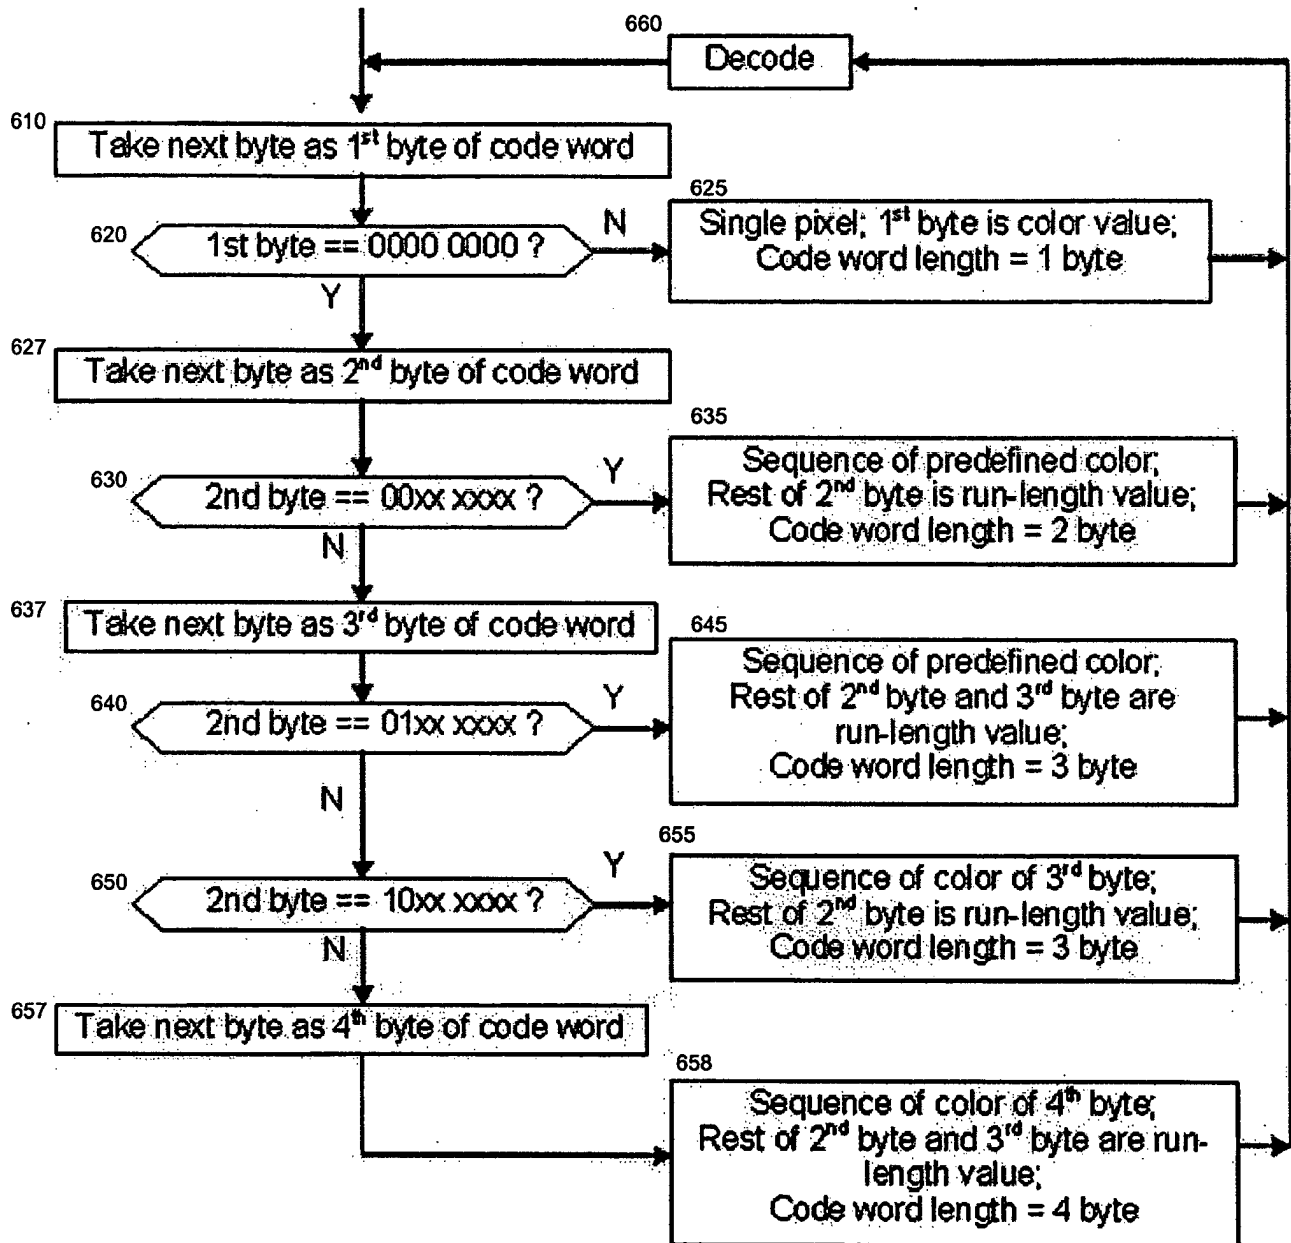 660
Decode
610
Take next byte as 1st byte of code word
620
1st byte == 0000 0000 ?
N
Y
625
Single pixel; 1st byte is color value;
Code word length = 1 byte
627
Take next byte as 2nd byte of code word
630
2nd byte == 00xx xxxx ?
Y
N
635
Sequence of predefined color;
Rest of 2nd byte is run-length value;
Code word length = 2 byte
637
Take next byte as 3rd byte of code word
640
2nd byte == 01xx xxxx ?
Y
N
645
Sequence of predefined color;
Rest of 2nd byte and 3rd byte are
run-length value;
Code word length = 3 byte
650
2nd byte == 10xx xxxx ?
Y
N
655
Sequence of color of 3rd byte;
Rest of 2nd byte is run-length value;
Code word length = 3 byte
657
Take next byte as 4th byte of code word
658
Sequence of color of 4th byte;
Rest of 2nd byte and 3rd byte are run-
length value;
Code word length = 4 byte